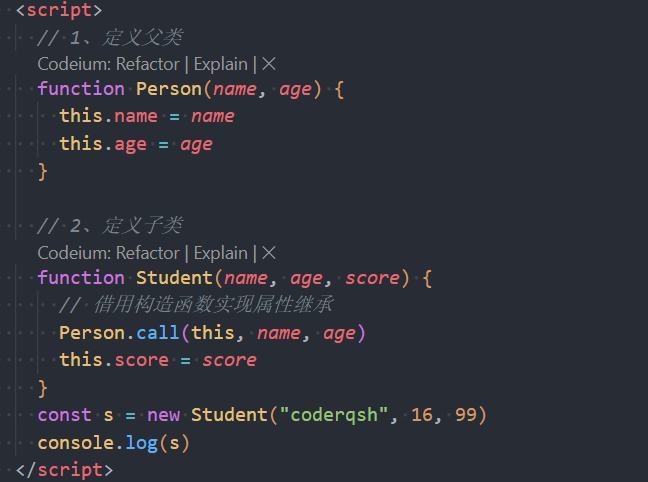 <script>
// 1、定义父类
Codeium: Refactor | Explain | ✕
function Person(name, age) {
this.name = name
this.age = age
}
// 2、定义子类
Codeium: Refactor | Explain | ✕
function Student(name, age, score) {
// 借用构造函数实现属性继承
Person.call(this, name, age)
this.score = score
}
const s = new Student("coderqsh", 16, 99)
console.log(s)
</script>